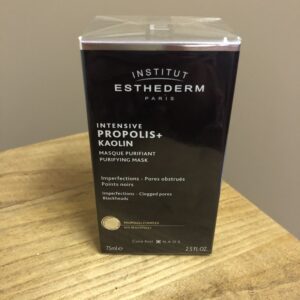 INSTITUT
ESTHEDERM
PARIS
INTENSIVE
PROPOLIS+
KAOLIN
MASQUE PURIFIANT
PURIFYING MASK
Imperfections - Pores obstrués
Points noirs
Imperfections - Clogged pores
Blackheads
75ml ℮
2.5 FL.OZ.